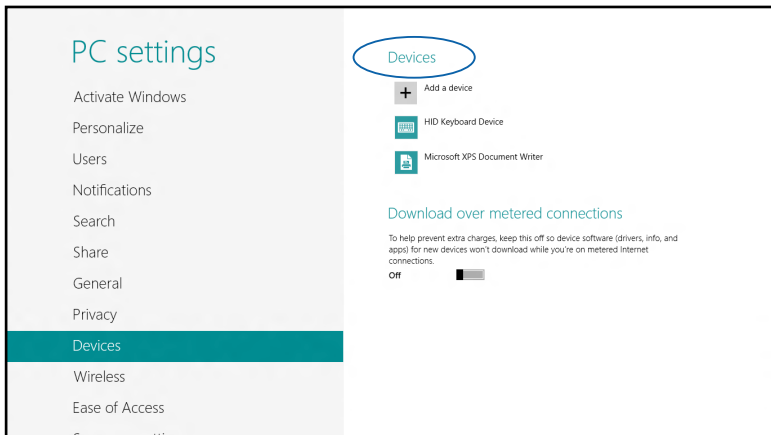 PC settings
Activate Windows
Personalize
Users
Notifications
Search
Share
General
Privacy
Devices
Wireless
Ease of Access
Devices
Add a device
HID Keyboard Device
Microsoft XPS Document Writer
Download over metered connections
To help prevent extra charges, keep this off so device software (drivers, info, and
apps) for new devices won't download while you're on metered Internet
connections.
Off